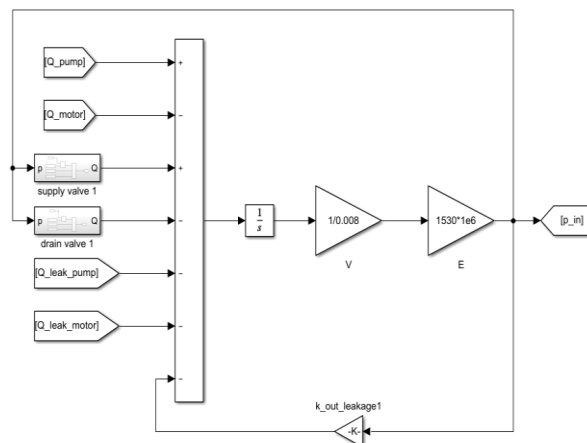 [Q_pump]
+
[Q_motor]
−
p Q
+
supply valve 1
p Q
−
drain valve 1
[Q_leak_pump]
−
[Q_leak_motor]
−
−
1
s
1/0.008
V
1530*1e6
E
[p_in]
k_out_leakage1
-K-